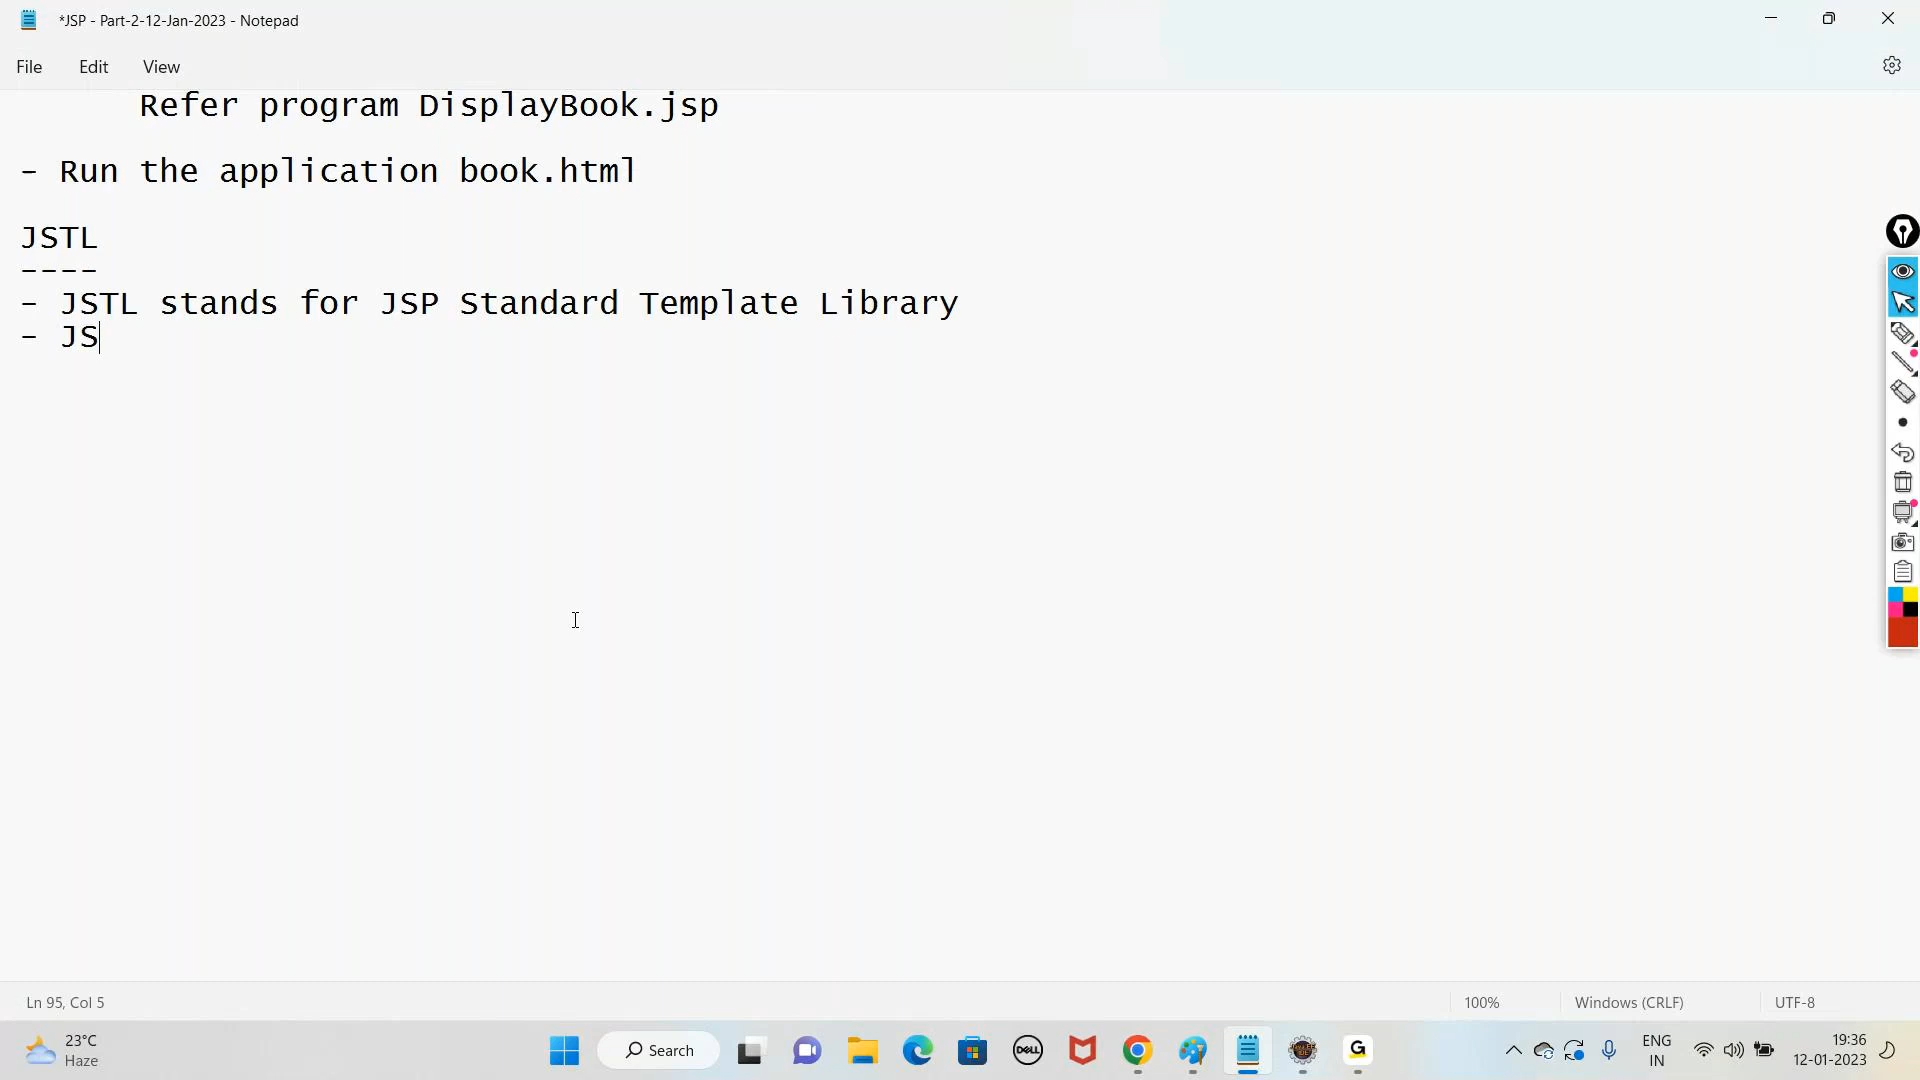 *JSP - Part-2-12-Jan-2023 - Notepad
File Edit View
Refer program DisplayBook.jsp
- Run the application book.html
JSTL
----
- JSTL stands for JSP Standard Template Library
- JS
Ln 95, Col 5 100% Windows (CRLF) UTF-8
23°C
Haze
Search
DELL
G
ENG
IN
19:36
12-01-2023